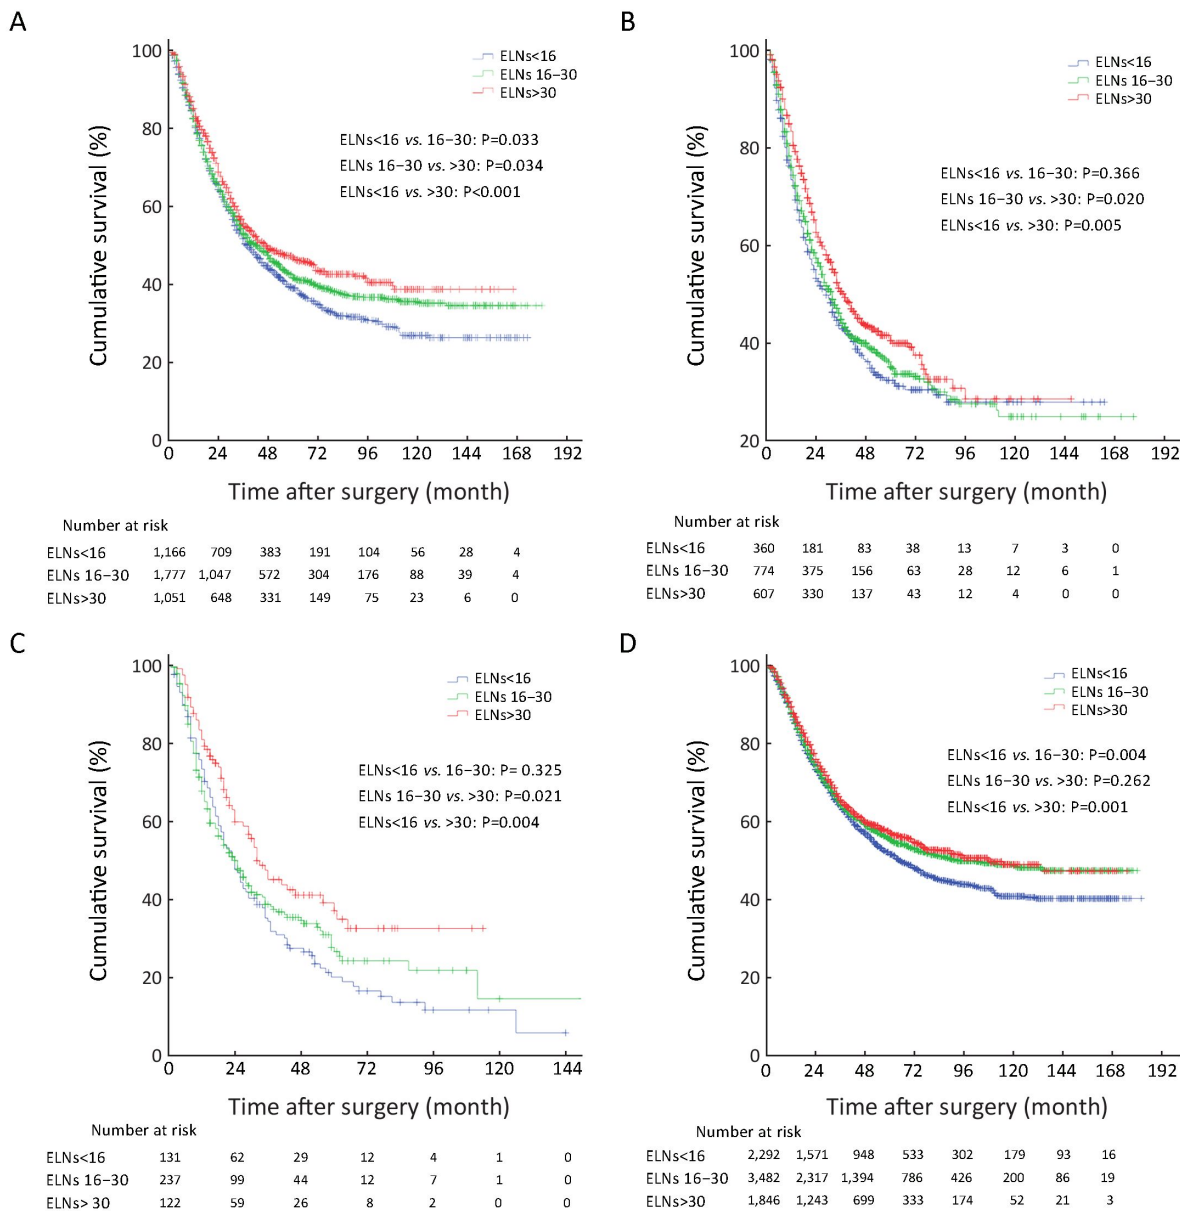 A
Cumulative survival (%)
100
80
60
40
20
0
0 24 48 72 96 120 144 168 192
Time after surgery (month)
ELNs<16
ELNs 16–30
ELNs>30
ELNs<16 vs. 16–30: P=0.033
ELNs 16–30 vs. >30: P=0.034
ELNs<16 vs. >30: P<0.001
Number at risk
ELNs<16 1,166 709 383 191 104 56 28 4
ELNs 16–30 1,777 1,047 572 304 176 88 39 4
ELNs>30 1,051 648 331 149 75 23 6 0
B
Cumulative survival (%)
100
80
60
40
20
0 24 48 72 96 120 144 168 192
Time after surgery (month)
ELNs<16
ELNs 16–30
ELNs>30
ELNs<16 vs. 16–30: P=0.366
ELNs 16–30 vs. >30: P=0.020
ELNs<16 vs. >30: P=0.005
Number at risk
ELNs<16 360 181 83 38 13 7 3 0
ELNs 16–30 774 375 156 63 28 12 6 1
ELNs>30 607 330 137 43 12 4 0 0
C
Cumulative survival (%)
100
80
60
40
20
0
0 24 48 72 96 120 144
Time after surgery (month)
ELNs<16
ELNs 16–30
ELNs>30
ELNs<16 vs. 16–30: P= 0.325
ELNs 16–30 vs. >30: P=0.021
ELNs<16 vs. >30: P=0.004
Number at risk
ELNs<16 131 62 29 12 4 1 0
ELNs 16–30 237 99 44 12 7 1 0
ELNs> 30 122 59 26 8 2 0 0
D
Cumulative survival (%)
100
80
60
40
20
0
0 24 48 72 96 120 144 168 192
Time after surgery (month)
ELNs<16
ELNs 16–30
ELNs>30
ELNs<16 vs. 16–30: P=0.004
ELNs 16–30 vs. >30: P=0.262
ELNs<16 vs. >30: P=0.001
Number at risk
ELNs<16 2,292 1,571 948 533 302 179 93 16
ELNs 16–30 3,482 2,317 1,394 786 426 200 86 19
ELNs>30 1,846 1,243 699 333 174 52 21 3